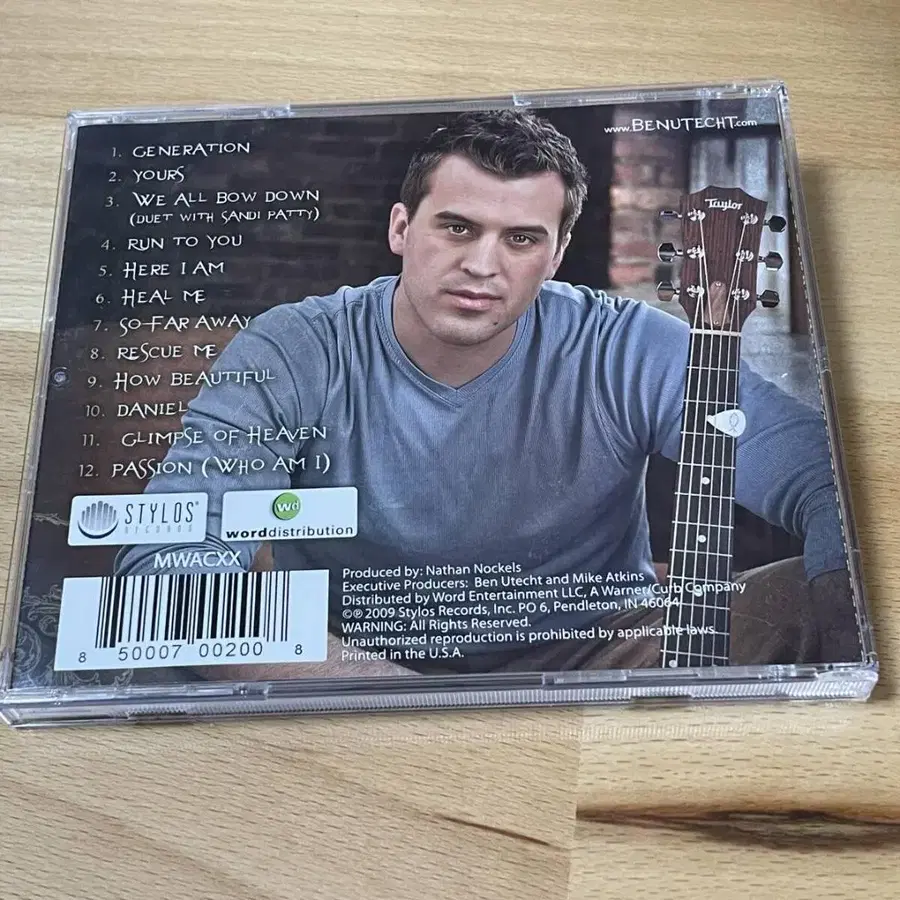 www.BENUTECHT.com
1. GENERATION
2. YOURS
3. WE ALL BOW DOWN
(DUET WITH SANDI PATTY)
4. RUN TO YOU
5. HERE I AM
6. HEAL ME
7. SO FAR AWAY
8. RESCUE ME
9. HOW BEAUTIFUL
10. DANIEL
11. GLIMPSE OF HEAVEN
12. PASSION (WHO AM I)
Taylor
STYLOS®
RECORDS
wd
worddistribution
MWACXX
8 50007 00200 8
Produced by: Nathan Nockels
Executive Producers: Ben Utecht and Mike Atkins
Distributed by Word Entertainment LLC, A Warner/Curb Company
©℗ 2009 Stylos Records, Inc. PO 6, Pendleton, IN 46064
WARNING: All Rights Reserved.
Unauthorized reproduction is prohibited by applicable laws.
Printed in the U.S.A.